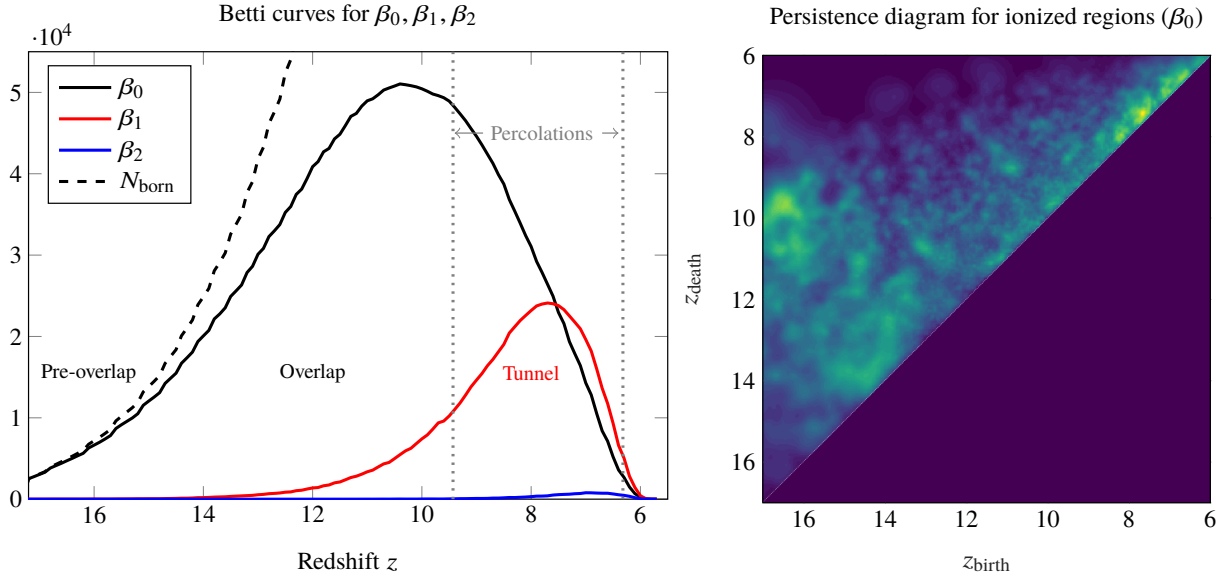 Betti curves for β₀, β₁, β₂
·10⁴
5
4
3
2
1
0
β₀
β₁
β₂
N_born
Percolations
Pre-overlap
Overlap
Tunnel
16 14 12 10 8 6
Redshift z
Persistence diagram for ionized regions (β₀)
6
8
10
12
14
16
z_death
16 14 12 10 8 6
z_birth